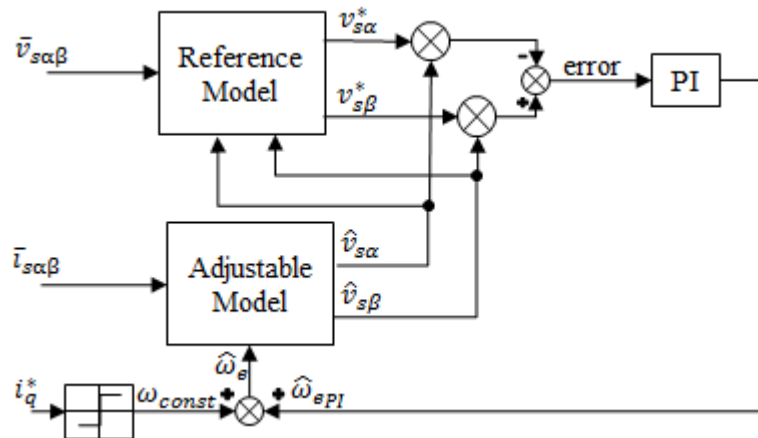 v̄sαβ
Reference
Model
v*sα
v*sβ
-
+
error
PI
īsαβ
Adjustable
Model
v̂sα
v̂sβ
ω̂e
i*q
ωconst
+
+
ω̂ePI